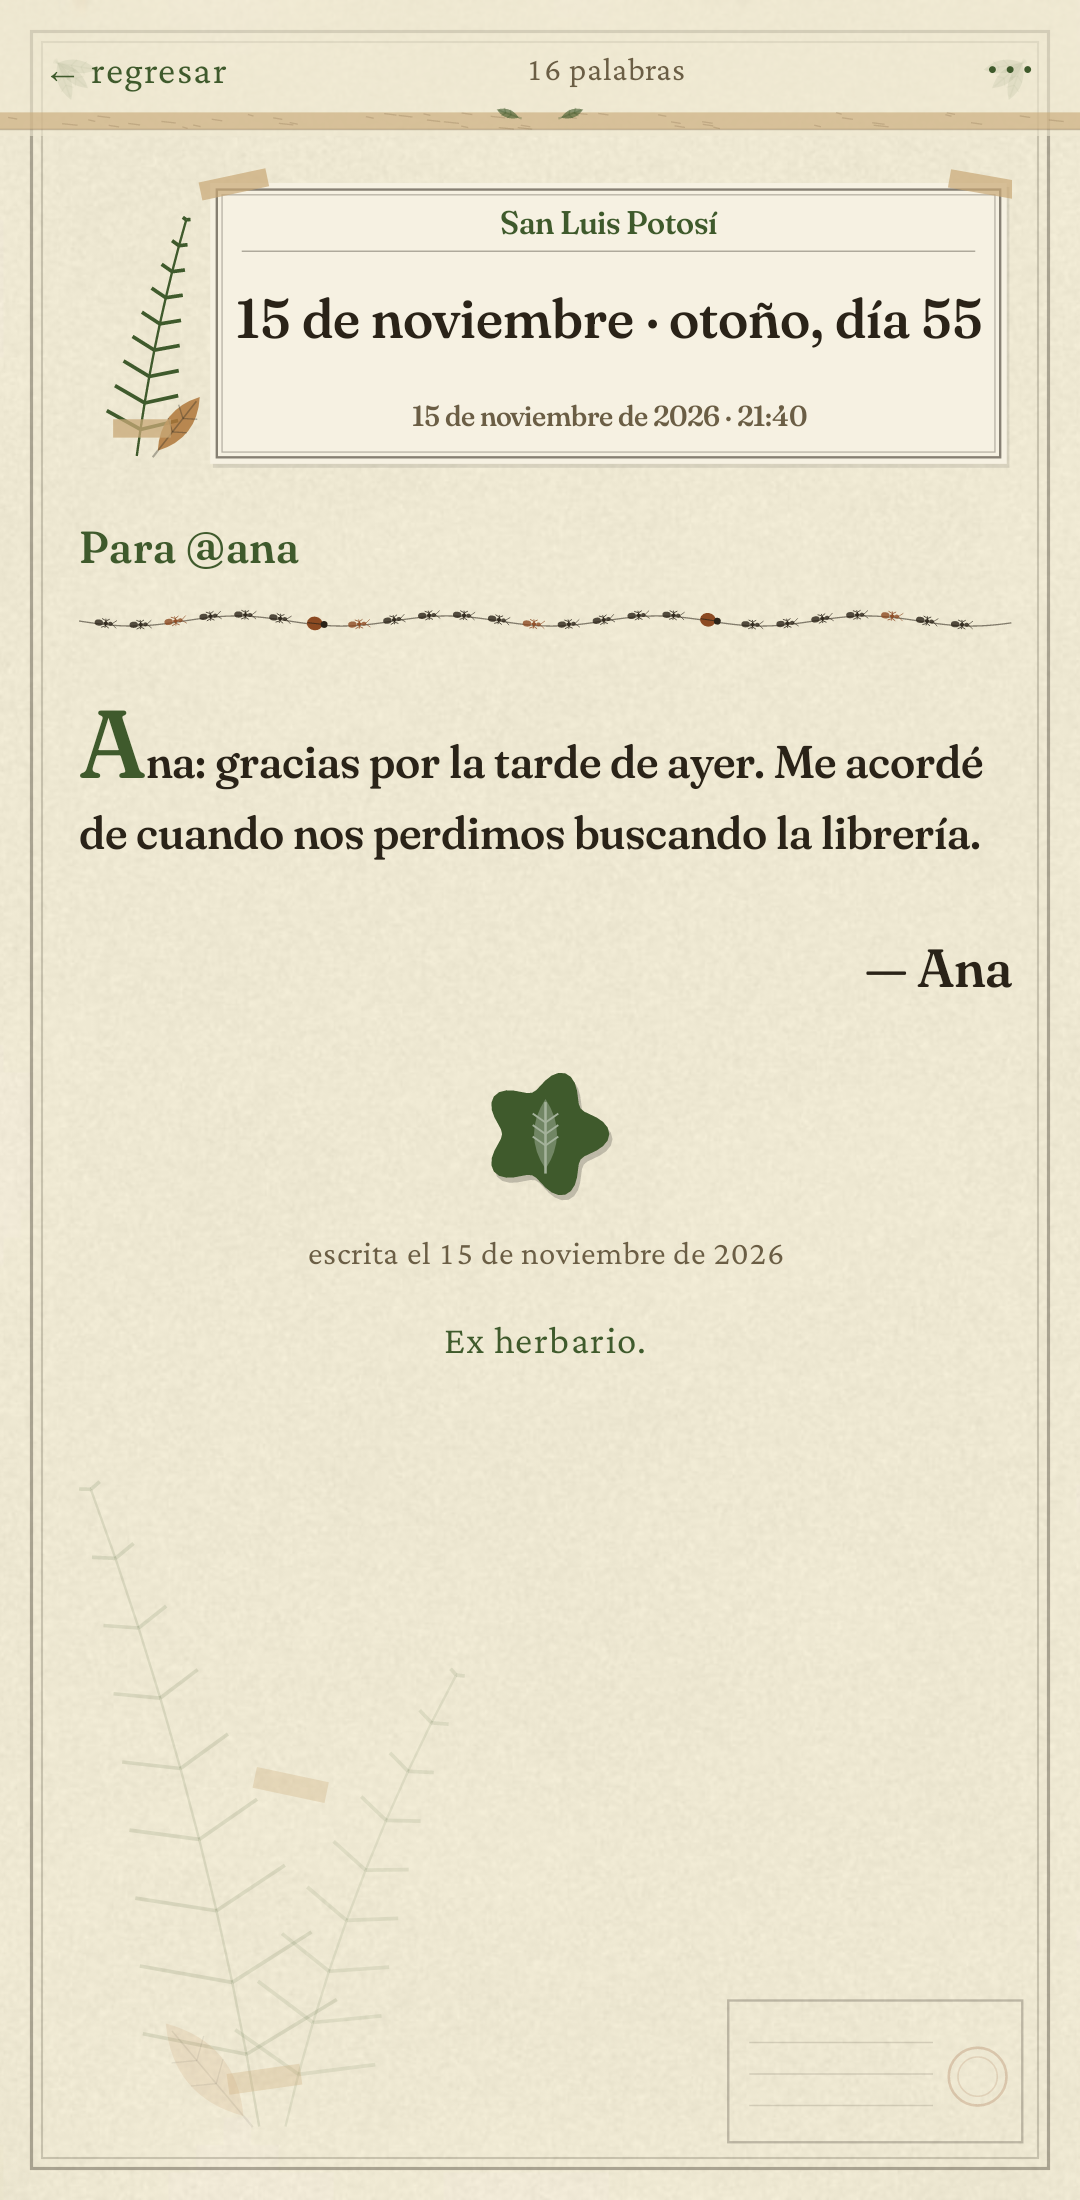 ← regresar
16 palabras
•••
San Luis Potosí
15 de noviembre · otoño, día 55
15 de noviembre de 2026 · 21:40
Para @ana
Ana: gracias por la tarde de ayer. Me acordé
de cuando nos perdimos buscando la librería.
— Ana
escrita el 15 de noviembre de 2026
Ex herbario.